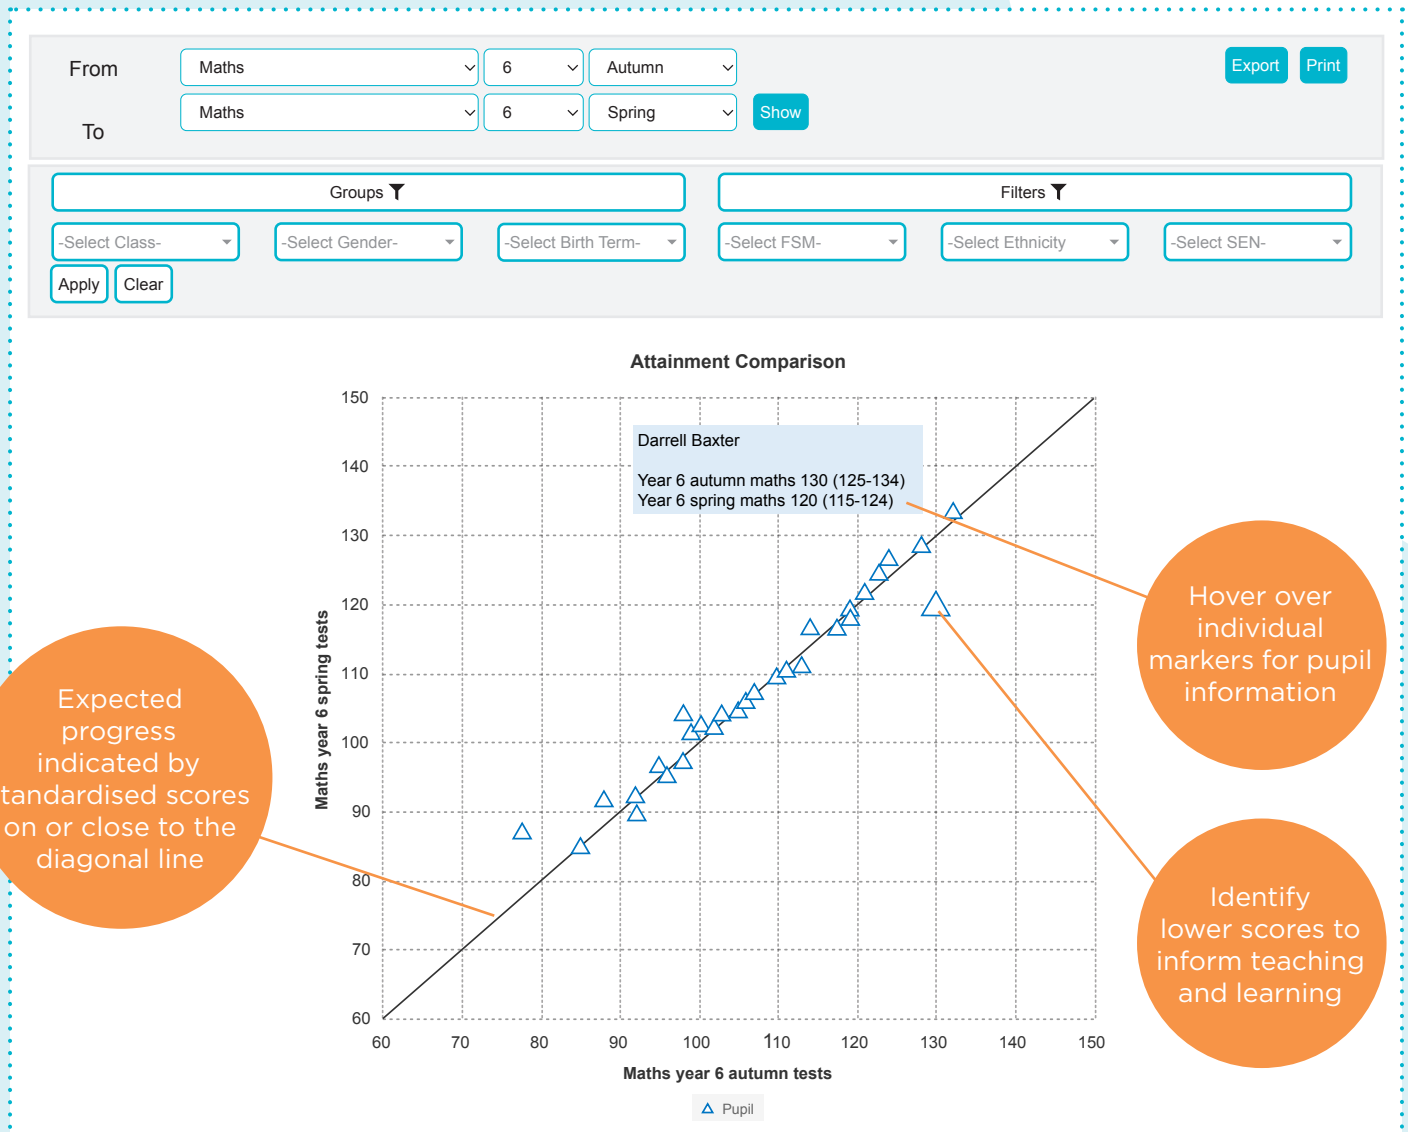 From
Maths
6
Autumn
Export
Print
To
Maths
6
Spring
Show
Groups
Filters
-Select Class-
-Select Gender-
-Select Birth Term-
-Select FSM-
-Select Ethnicity
-Select SEN-
Apply
Clear
Attainment Comparison
150
140
130
120
110
100
90
80
70
60
Maths year 6 spring tests
Darrell Baxter
Year 6 autumn maths 130 (125-134)
Year 6 spring maths 120 (115-124)
Hover over
individual
markers for pupil
information
Expected
progress
indicated by
tandardised scores
on or close to the
diagonal line
Identify
lower scores to
inform teaching
and learning
60
70
80
90
100
110
120
130
140
150
Maths year 6 autumn tests
Pupil